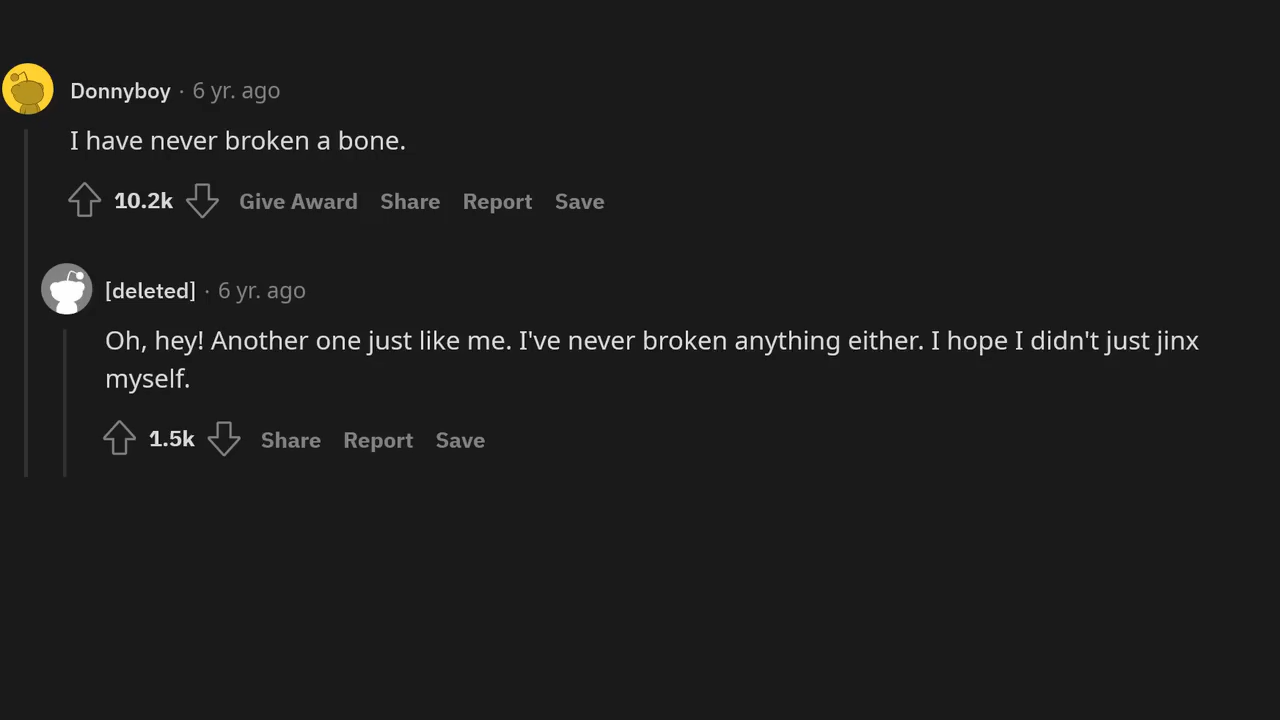 Donnyboy · 6 yr. ago
I have never broken a bone.
10.2k Give Award Share Report Save
[deleted] · 6 yr. ago
Oh, hey! Another one just like me. I've never broken anything either. I hope I didn't just jinx
myself.
1.5k Share Report Save